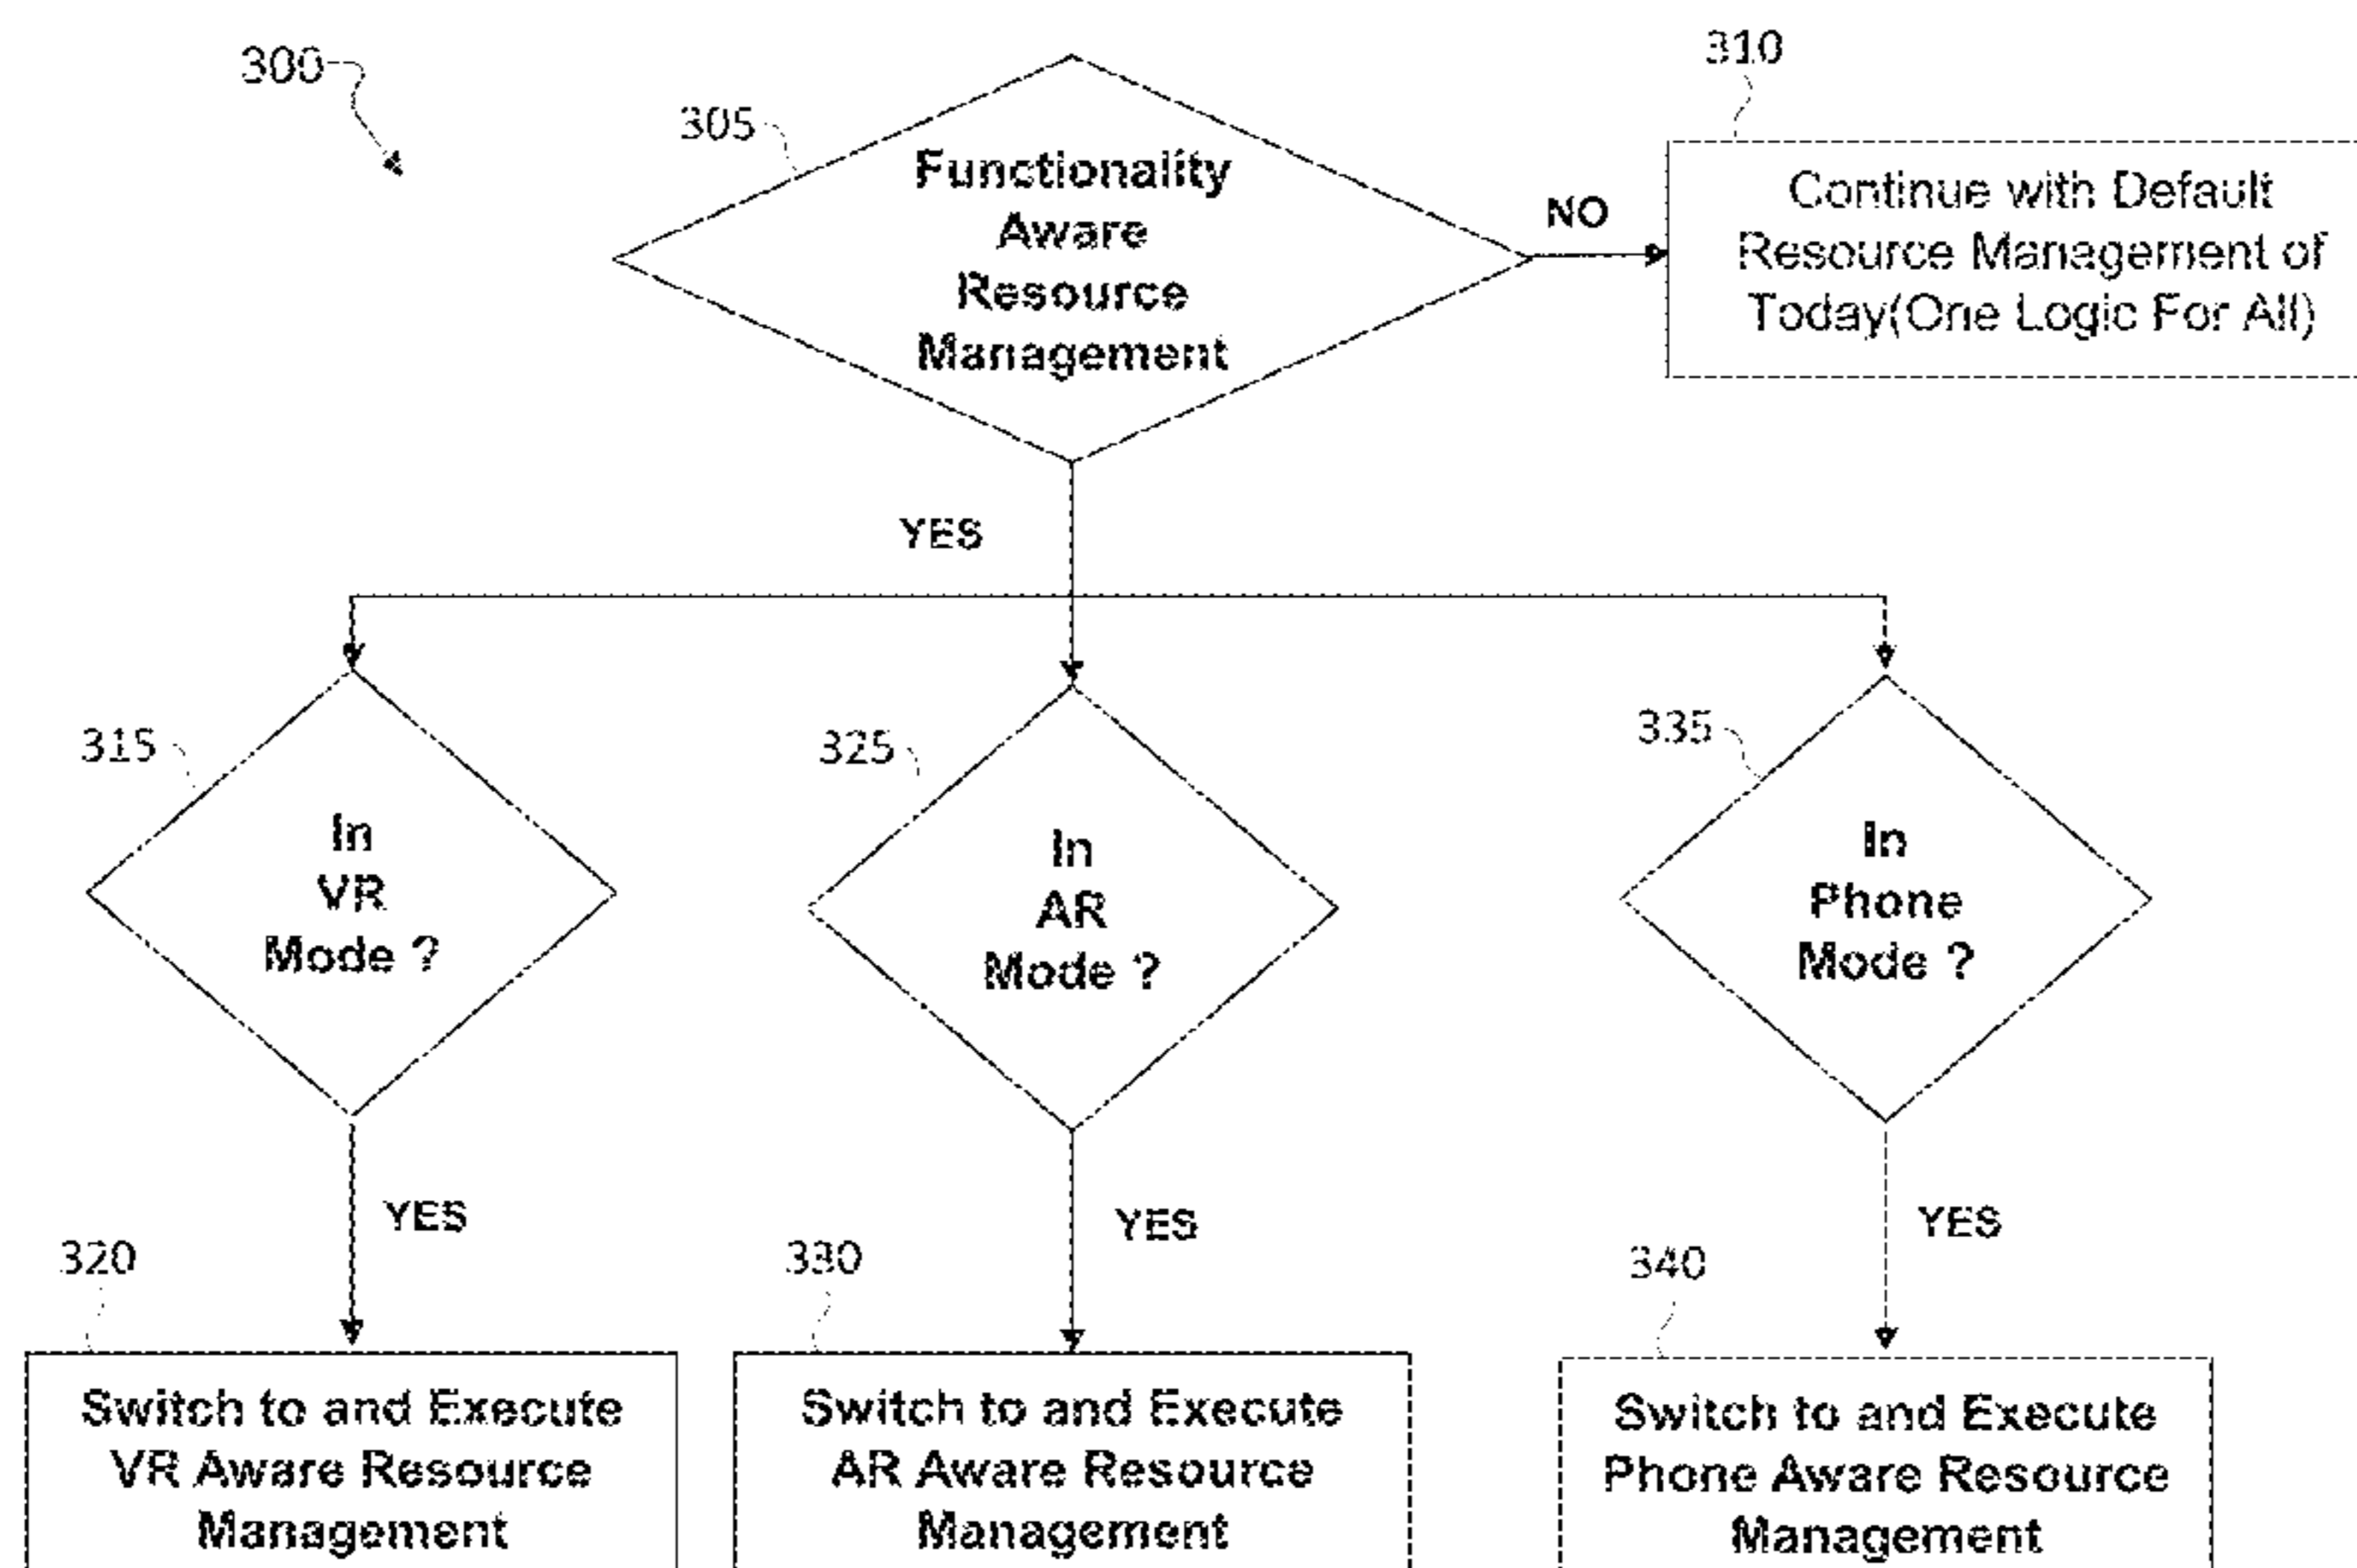 300
305
Functionality
Aware
Resource
Management
NO
310
Continue with Default
Resource Management of
Today(One Logic For All)
YES
315
In
VR
Mode ?
325
In
AR
Mode ?
335
In
Phone
Mode ?
YES
YES
YES
320
Switch to and Execute
VR Aware Resource
Management
330
Switch to and Execute
AR Aware Resource
Management
340
Switch to and Execute
Phone Aware Resource
Management